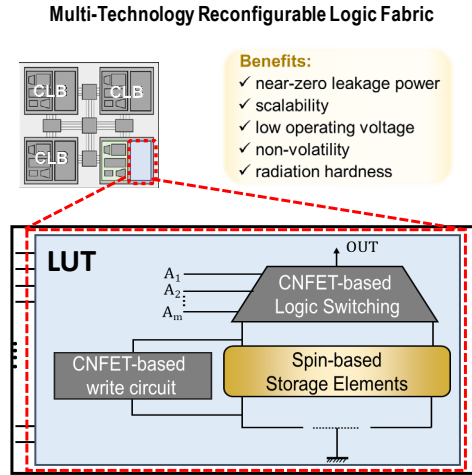 Multi-Technology Reconfigurable Logic Fabric
CLB
CLB
CLB
Benefits:
✓ near-zero leakage power
✓ scalability
✓ low operating voltage
✓ non-volatility
✓ radiation hardness
LUT
OUT
A₁
A₂
Aₘ
CNFET-based
Logic Switching
CNFET-based
write circuit
Spin-based
Storage Elements